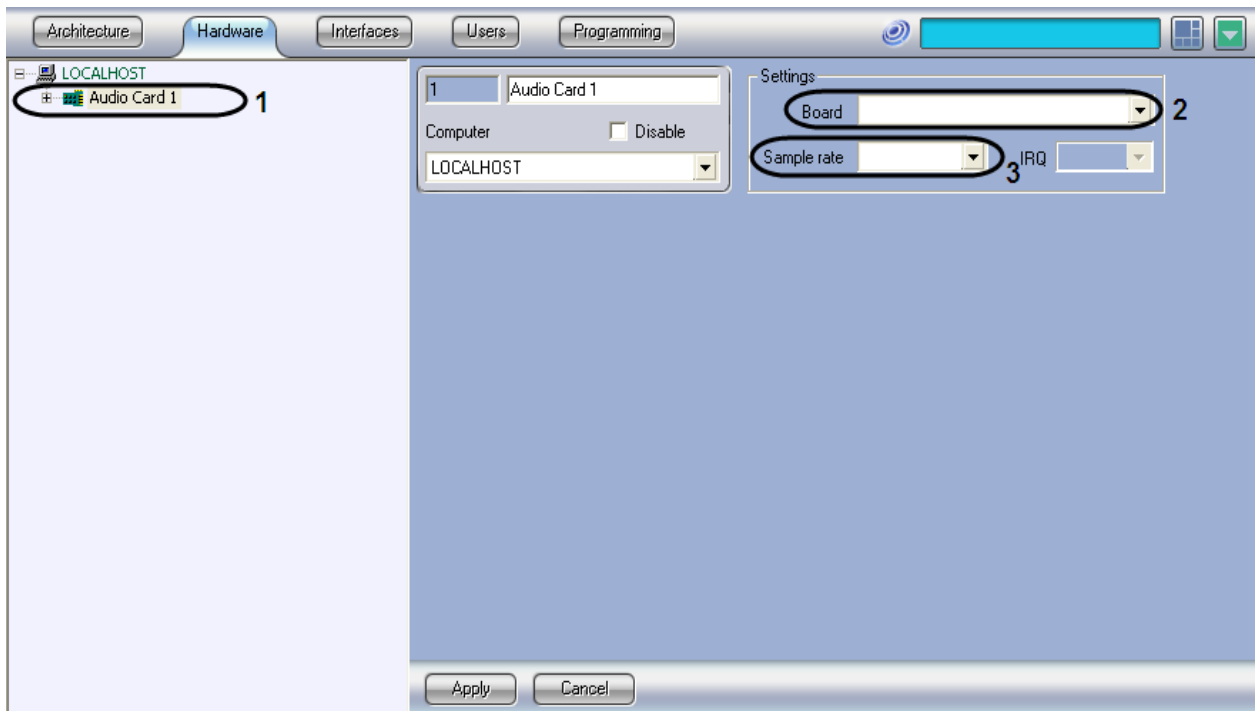 Architecture Hardware Interfaces Users Programming
LOCALHOST
Audio Card 1 1
1 Audio Card 1
Computer Disable
LOCALHOST
Settings
Board 2
Sample rate 3 IRQ
Apply Cancel